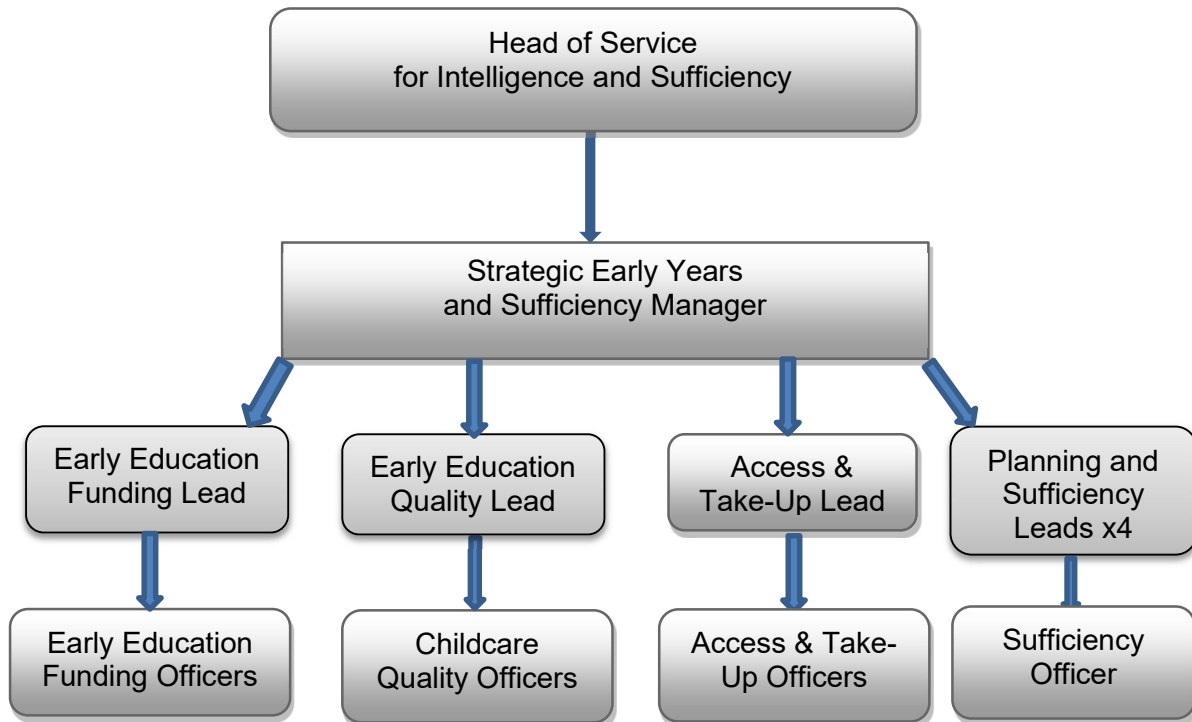 Head of Service
for Intelligence and Sufficiency
Strategic Early Years
and Sufficiency Manager
Early Education
Funding Lead
Early Education
Quality Lead
Access &
Take-Up Lead
Planning and
Sufficiency
Leads x4
Early Education
Funding Officers
Childcare
Quality Officers
Access & Take-
Up Officers
Sufficiency
Officer